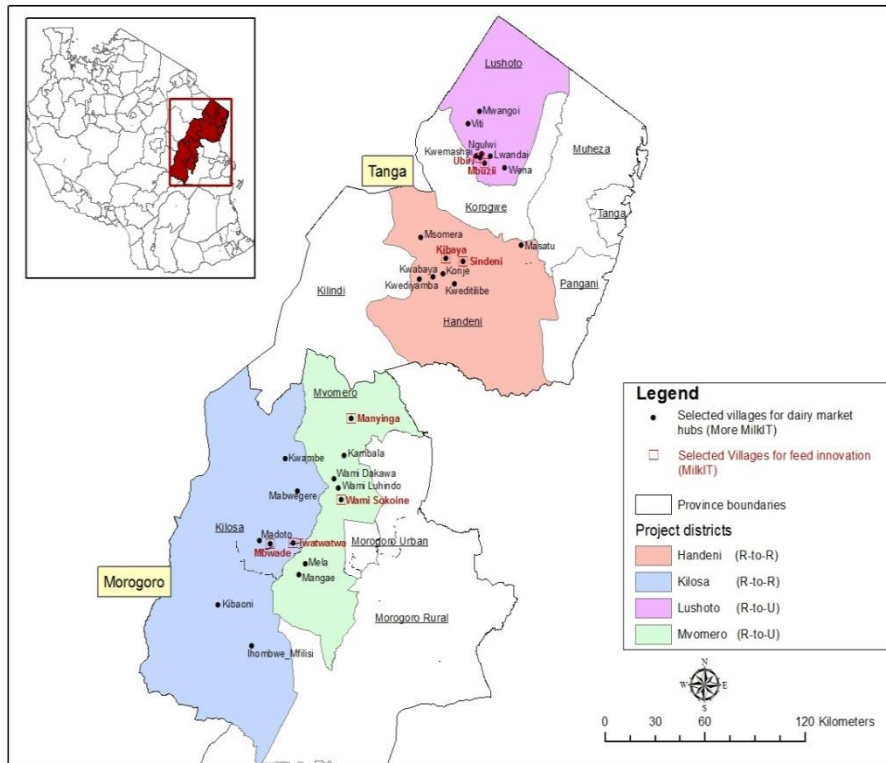 Lushoto
Mwangoi
Viti
Ngulwi
Kwemashai
Lwandai
Ubiri
Mbuzii
Wena
Muheza
Tanga
Korogwe
Tanga
Msomera
Masatu
Kibaya
Sindeni
Kwabaya
Konje
Kwediyamba
Kweditilibe
Pangani
Kilindi
Handeni
Mvomero
Manyinga
Kwambe
Kambala
Wami Dakawa
Wami Luhindo
Mabwegere
Wami Sokoine
Kilosa
Madoto
Twatwatwa
Mbwade
Morogoro Urban
Mela
Mangae
Morogoro
Kibaoni
Morogoro Rural
Ihombwe_Mfilisi
Legend
Selected villages for dairy market
hubs (More MilkIT)
Selected Villages for feed innovation
(MilkIT)
Province boundaries
Project districts
Handeni (R-to-R)
Kilosa (R-to-R)
Lushoto (R-to-U)
Mvomero (R-to-U)
N
W E
S
0 30 60 120 Kilometers